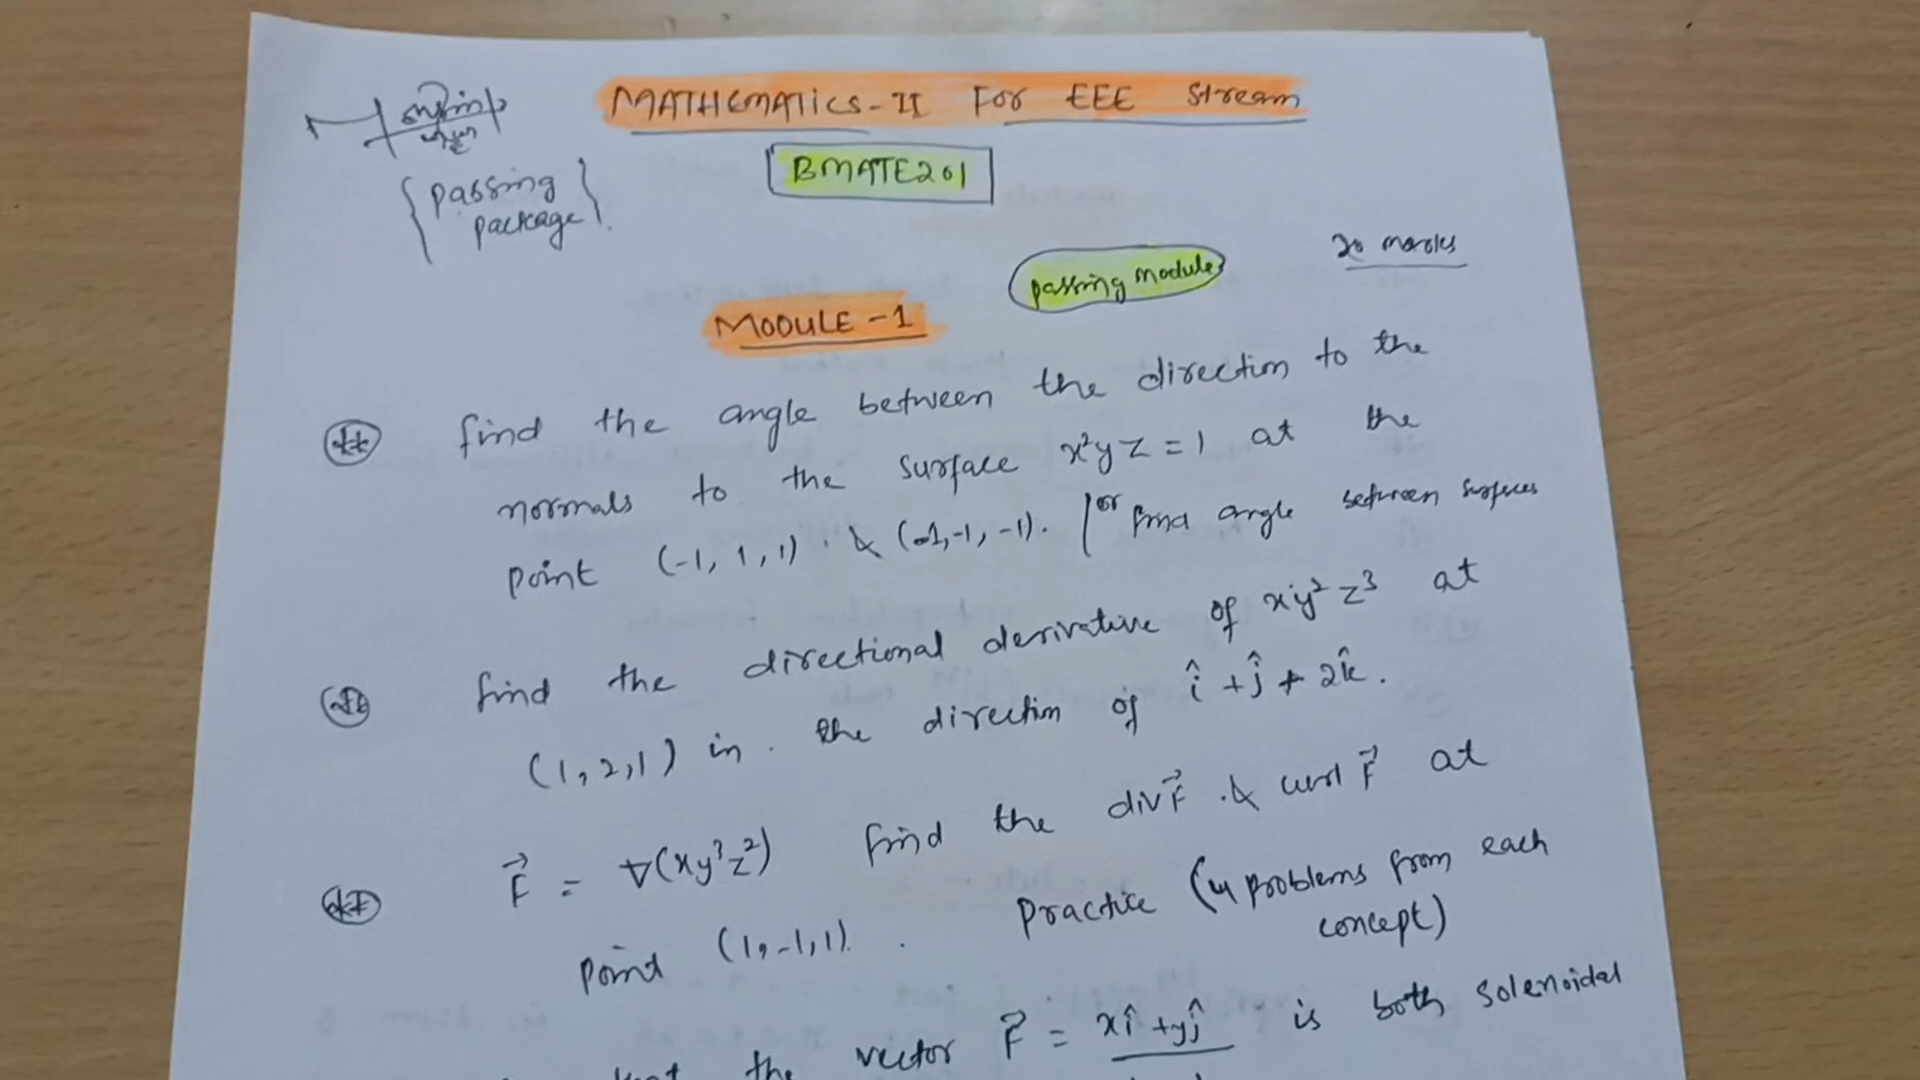 MATHEMATICS-II For EEE Stream
BMATE201
{passing
package}
passing module
20 marks
MODULE-1
find the angle between the direction to the
normals to the surface x²yz=1 at the
point (-1, 1, 1) & (-1,-1,-1). or find angle between surfaces
find the directional derivative of xy²z³ at
(1,2,1) in the direction of î+ĵ+2k̂.
F⃗ = ∇(xy³z²) find the div F⃗ & curl F⃗ at
point (1,-1,1). practice (4 problems from each
concept)
the vector F⃗ = xî+yĵ is both solenoidal